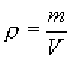 ρ = m/V